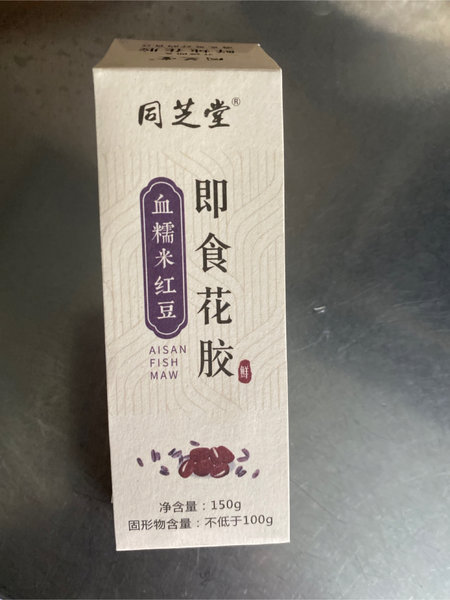 同芝堂®
即食花胶
鲜
血糯米红豆
AISAN
FISH
MAW
净含量：150g
固形物含量：不低于100g